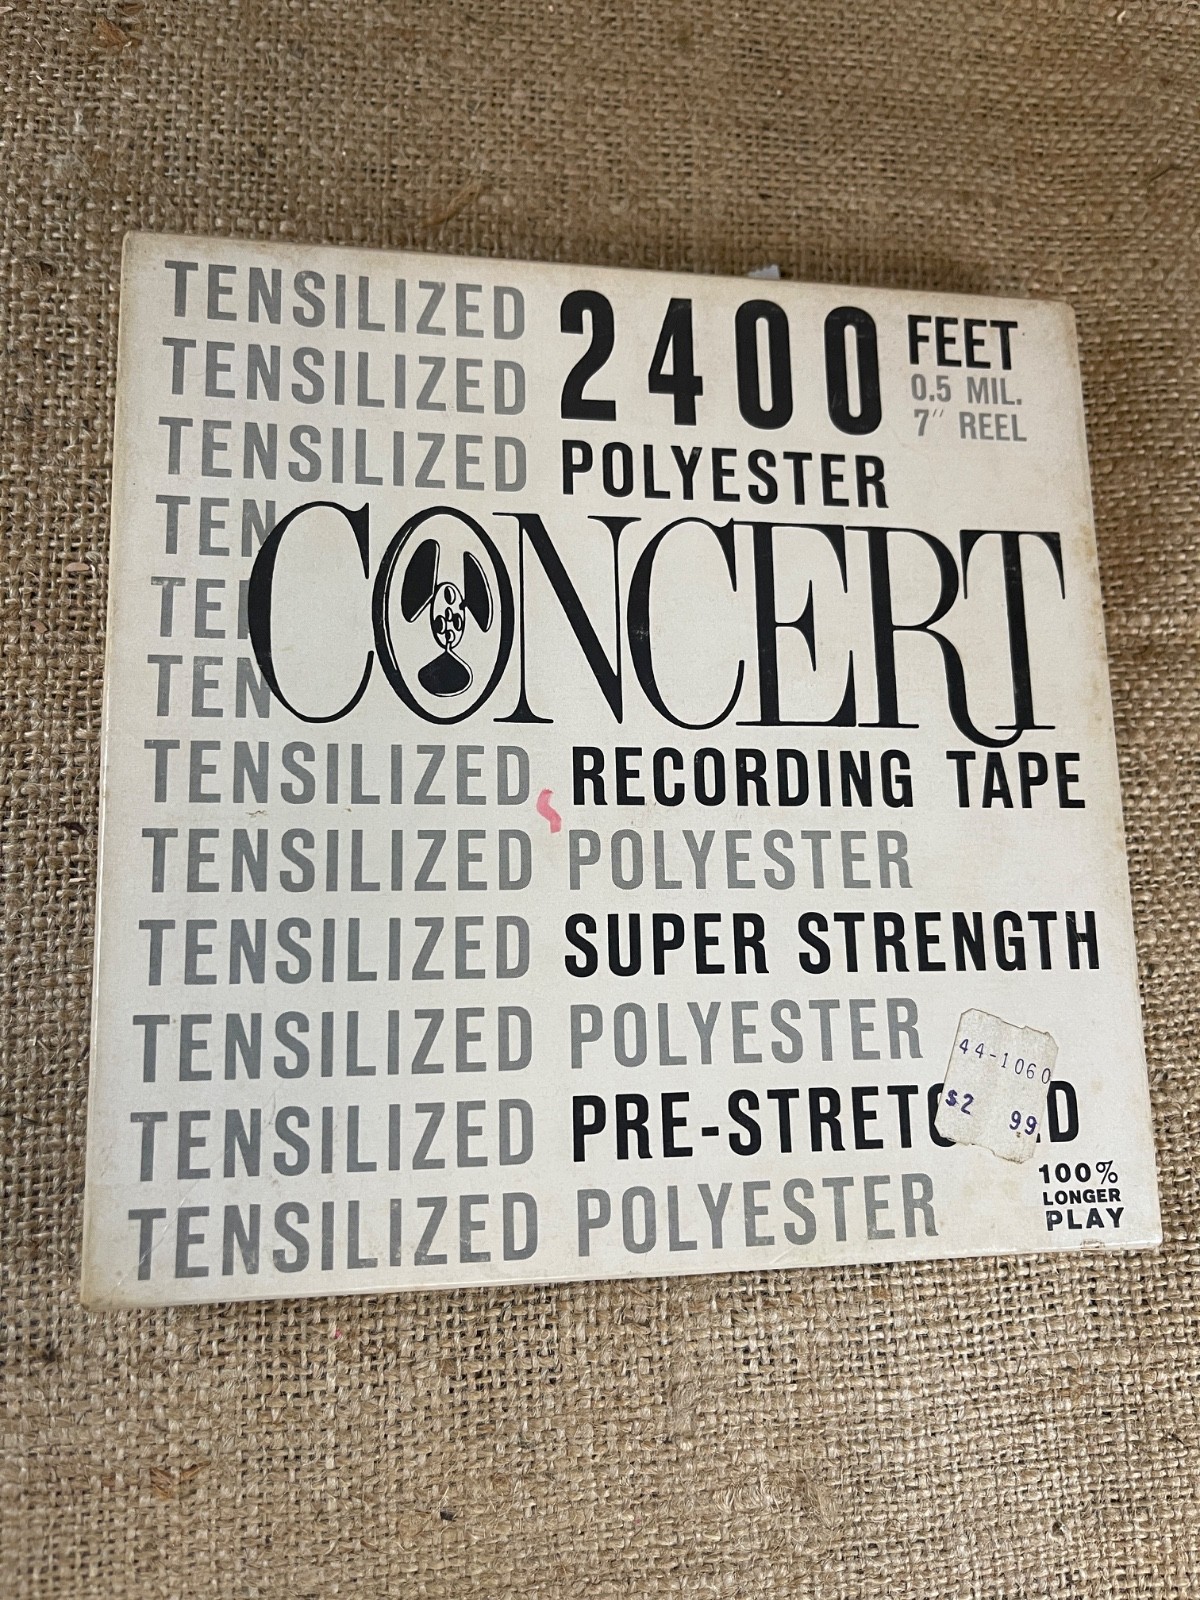 TENSILIZED 2400 FEET
TENSILIZED 0.5 MIL.
7" REEL
TENSILIZED POLYESTER
TEN
CONCERT
TE
TEN
TENSILIZED RECORDING TAPE
TENSILIZED POLYESTER
TENSILIZED SUPER STRENGTH
TENSILIZED POLYESTER
44-1060
$2 99
TENSILIZED PRE-STRETC D
100%
LONGER
PLAY
TENSILIZED POLYESTER